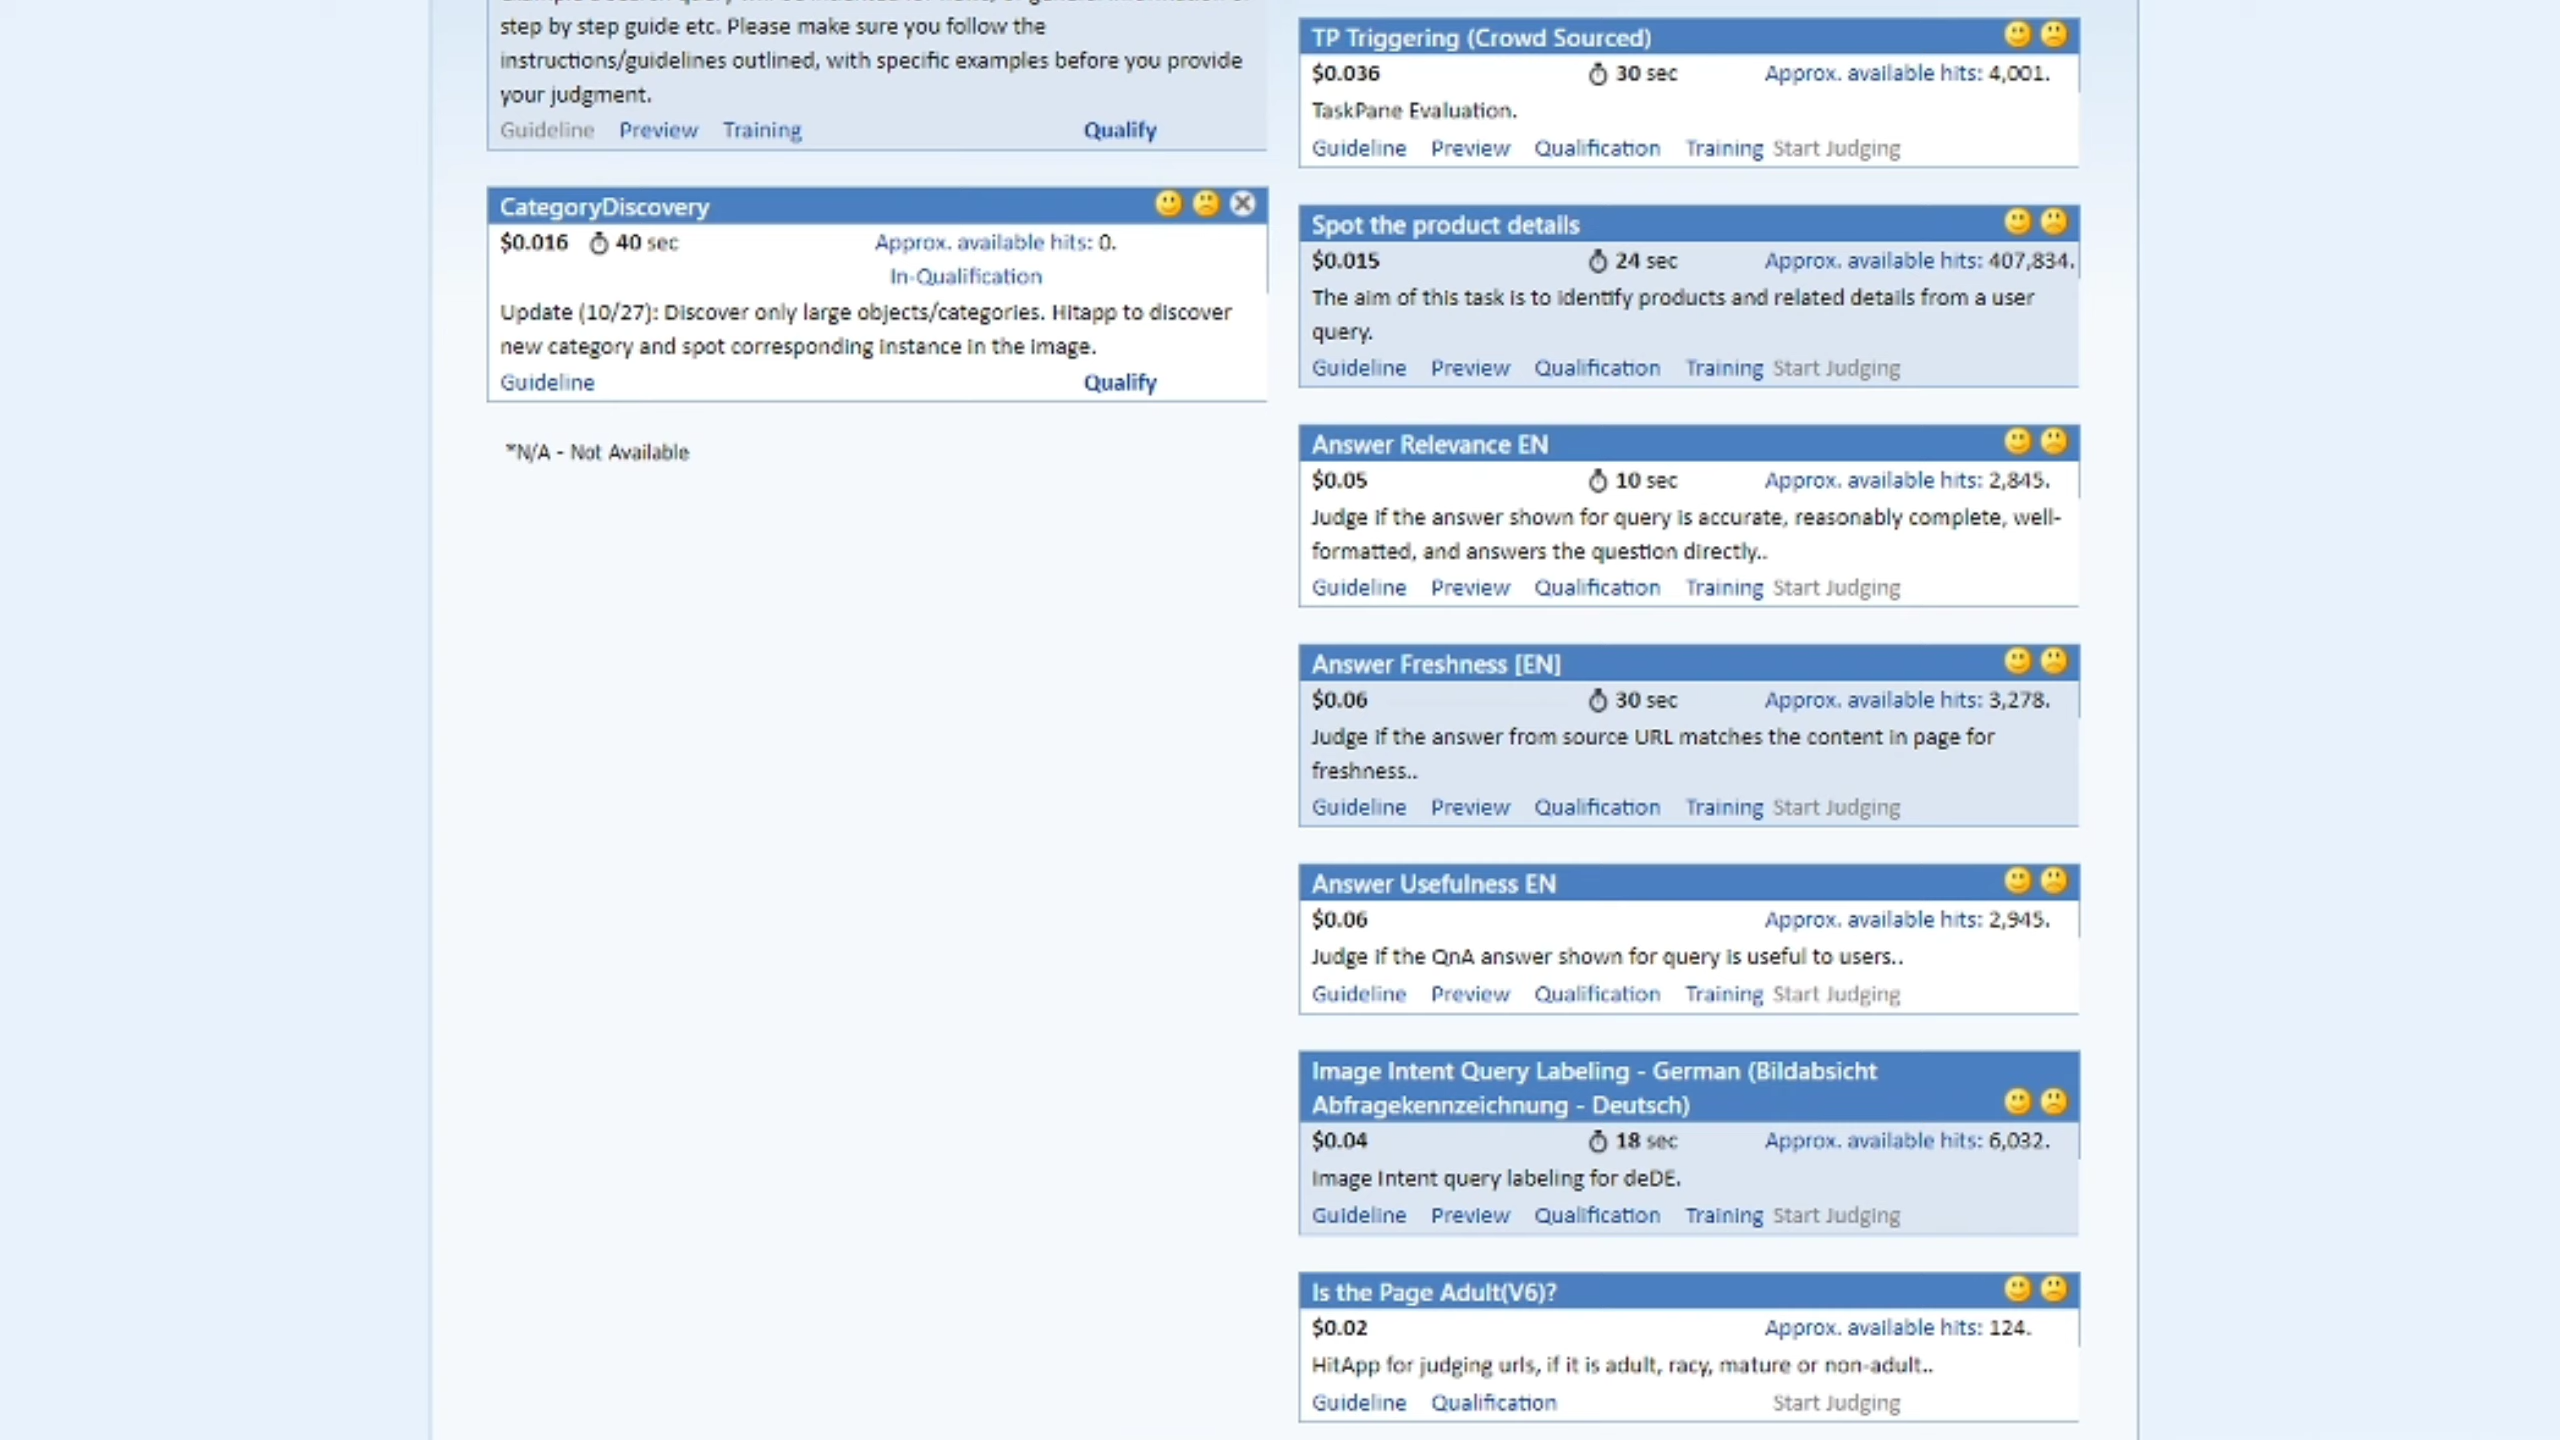 step by step guide etc. Please make sure you follow the
instructions/guidelines outlined, with specific examples before you provide
your judgment.
Guideline Preview Training Qualify
CategoryDiscovery
$0.016 40 sec Approx. available hits: 0.
In-Qualification
Update (10/27): Discover only large objects/categories. Hitapp to discover
new category and spot corresponding instance in the image.
Guideline Qualify
*N/A - Not Available
TP Triggering (Crowd Sourced)
$0.036 30 sec Approx. available hits: 4,001.
TaskPane Evaluation.
Guideline Preview Qualification Training Start Judging
Spot the product details
$0.015 24 sec Approx. available hits: 407,834.
The aim of this task is to identify products and related details from a user
query.
Guideline Preview Qualification Training Start Judging
Answer Relevance EN
$0.05 10 sec Approx. available hits: 2,845.
Judge if the answer shown for query is accurate, reasonably complete, well-
formatted, and answers the question directly..
Guideline Preview Qualification Training Start Judging
Answer Freshness [EN]
$0.06 30 sec Approx. available hits: 3,278.
Judge if the answer from source URL matches the content in page for
freshness..
Guideline Preview Qualification Training Start Judging
Answer Usefulness EN
$0.06 Approx. available hits: 2,945.
Judge if the QnA answer shown for query is useful to users..
Guideline Preview Qualification Training Start Judging
Image Intent Query Labeling - German (Bildabsicht
Abfragekennzeichnung - Deutsch)
$0.04 18 sec Approx. available hits: 6,032.
Image Intent query labeling for deDE.
Guideline Preview Qualification Training Start Judging
Is the Page Adult(V6)?
$0.02 Approx. available hits: 124.
HitApp for judging urls, if it is adult, racy, mature or non-adult..
Guideline Qualification Start Judging